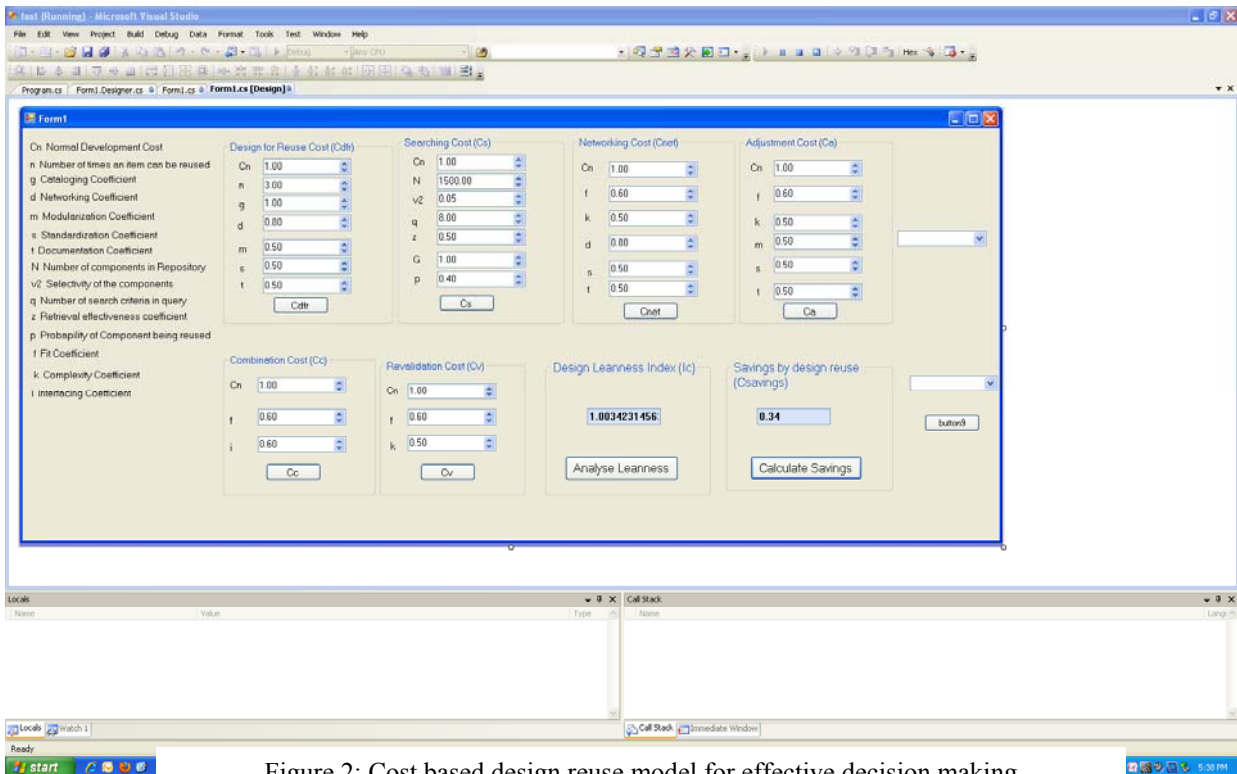 test (Running) - Microsoft Visual Studio
File Edit View Project Build Debug Data Format Tools Test Window Help
Debug Any CPU Hex
Program.cs Form1.Designer.cs Form1.cs Form1.cs [Design]
Form1
Cn Normal Development Cost
n Number of times an item can be reused
g Cataloging Coefficient
d Networking Coefficient
m Modularization Coefficient
s Standardization Coefficient
t Documentation Coefficient
N Number of components in Repository
v2 Selectivity of the components
q Number of search criteria in query
z Retrieval effectiveness coefficient
p Probapility of Component being reused
f Fit Coefficient
k Complexity Coefficient
i Interfacing Coefficient
Design for Reuse Cost (Cdfr)
Cn 1.00
n 3.00
g 1.00
d 0.80
m 0.50
s 0.50
t 0.50
Cdfr
Searching Cost (Cs)
Cn 1.00
N 1500.00
v2 0.05
q 8.00
z 0.50
G 1.00
p 0.40
Cs
Networking Cost (Cnet)
Cn 1.00
f 0.60
k 0.50
d 0.80
s 0.50
t 0.50
Cnet
Adjustment Cost (Ca)
Cn 1.00
f 0.60
k 0.50
m 0.50
s 0.50
t 0.50
Ca
Combination Cost (Cc)
Cn 1.00
f 0.60
i 0.60
Cc
Revalidation Cost (Cv)
Cn 1.00
f 0.60
k 0.50
Cv
Design Leanness Index (Ic)
1.0034231456
Analyse Leanness
Savings by design reuse
(Csavings)
0.34
Calculate Savings
button9
Locals
Name Value Type
Call Stack
Name Lang
Locals Watch 1
Call Stack Immediate Window
Ready
start
5:38 PM
Figure 2: Cost based design reuse model for effective decision making